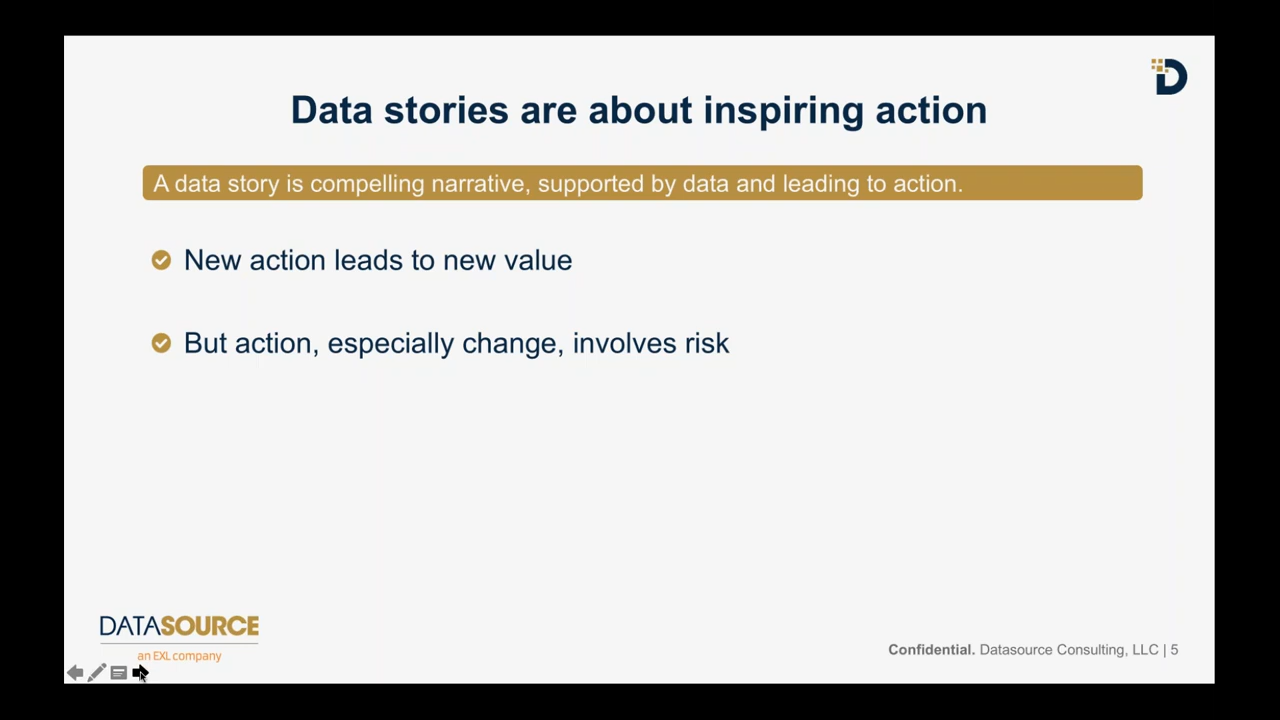 Data stories are about inspiring action
A data story is compelling narrative, supported by data and leading to action.
New action leads to new value
But action, especially change, involves risk
DATASOURCE
an EXL company
Confidential. Datasource Consulting, LLC | 5